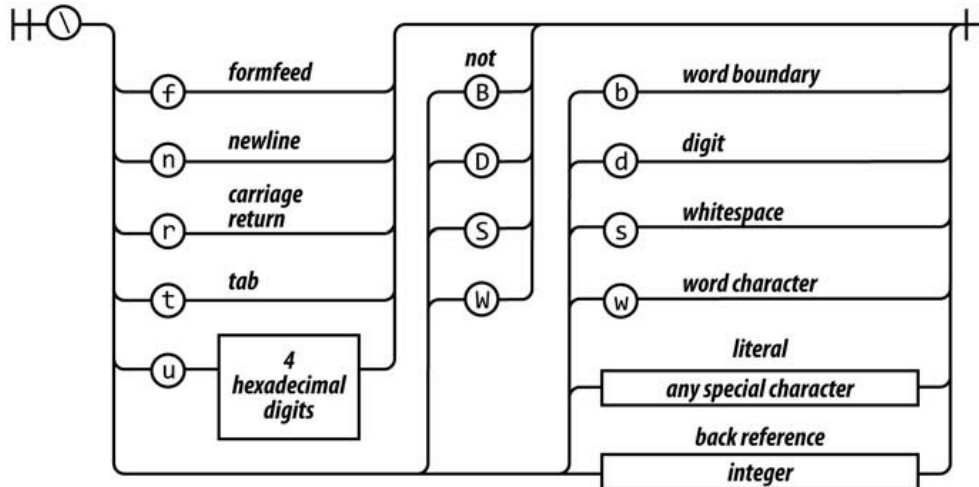 \
f formfeed
n newline
r carriage
return
t tab
u 4
hexadecimal
digits
not
B
D
S
W
b word boundary
d digit
s whitespace
w word character
literal
any special character
back reference
integer